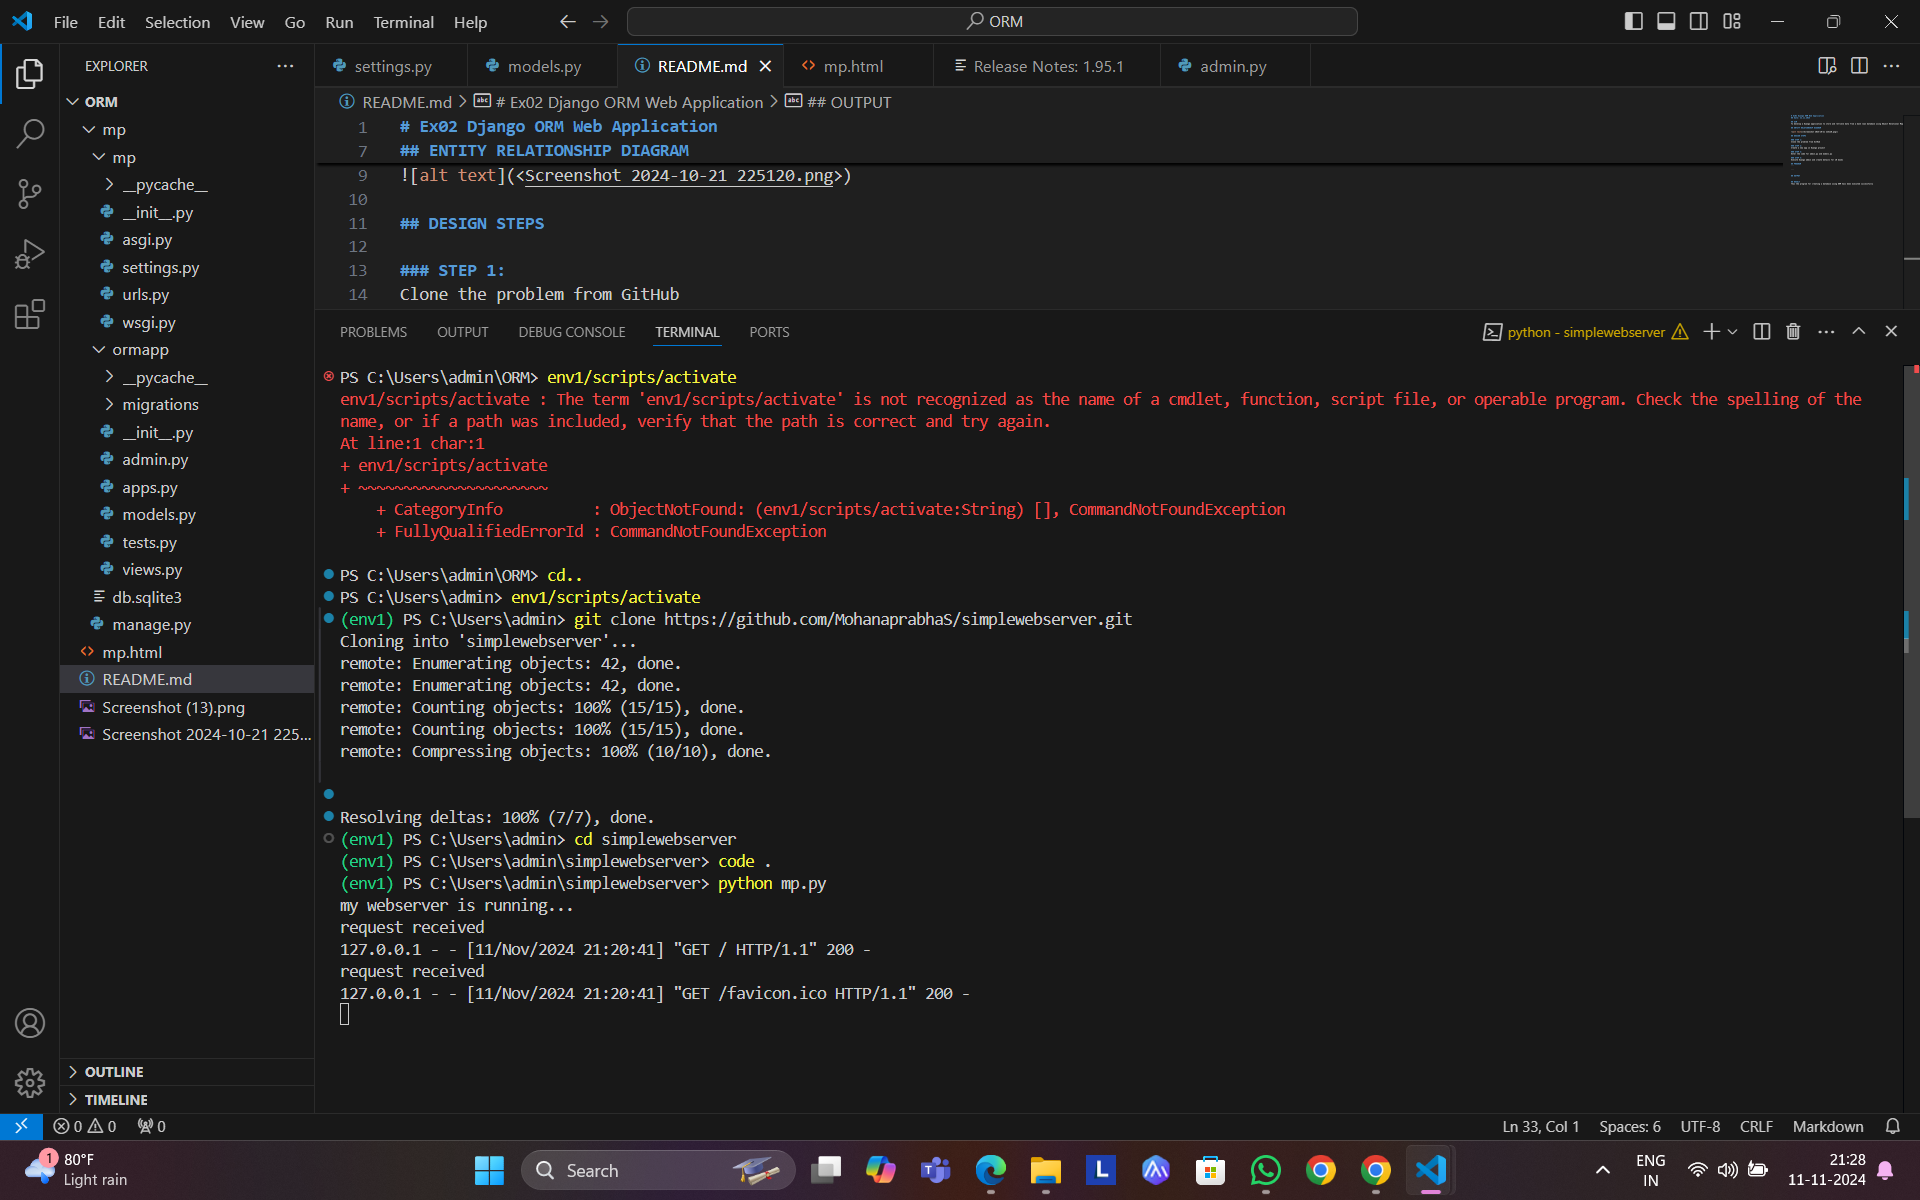 File Edit Selection View Go Run Terminal Help
ORM
EXPLORER
settings.py
models.py
README.md
mp.html
Release Notes: 1.95.1
admin.py
ORM
mp
mp
__pycache__
__init__.py
asgi.py
settings.py
urls.py
wsgi.py
ormapp
__pycache__
migrations
__init__.py
admin.py
apps.py
models.py
tests.py
views.py
db.sqlite3
manage.py
mp.html
README.md
Screenshot (13).png
Screenshot 2024-10-21 225...
OUTLINE
TIMELINE
README.md > # Ex02 Django ORM Web Application > ## OUTPUT
1 # Ex02 Django ORM Web Application
7 ## ENTITY RELATIONSHIP DIAGRAM
9 ![alt text](<Screenshot 2024-10-21 225120.png>)
10
11 ## DESIGN STEPS
12
13 ### STEP 1:
14 Clone the problem from GitHub
PROBLEMS OUTPUT DEBUG CONSOLE TERMINAL PORTS
python - simplewebserver
PS C:\Users\admin\ORM> env1/scripts/activate
env1/scripts/activate : The term 'env1/scripts/activate' is not recognized as the name of a cmdlet, function, script file, or operable program. Check the spelling of the
name, or if a path was included, verify that the path is correct and try again.
At line:1 char:1
+ env1/scripts/activate
+ ~~~~~~~~~~~~~~~~~~~~~
+ CategoryInfo : ObjectNotFound: (env1/scripts/activate:String) [], CommandNotFoundException
+ FullyQualifiedErrorId : CommandNotFoundException
PS C:\Users\admin\ORM> cd..
PS C:\Users\admin> env1/scripts/activate
(env1) PS C:\Users\admin> git clone https://github.com/MohanaprabhaS/simplewebserver.git
Cloning into 'simplewebserver'...
remote: Enumerating objects: 42, done.
remote: Enumerating objects: 42, done.
remote: Counting objects: 100% (15/15), done.
remote: Counting objects: 100% (15/15), done.
remote: Compressing objects: 100% (10/10), done.
Resolving deltas: 100% (7/7), done.
(env1) PS C:\Users\admin> cd simplewebserver
(env1) PS C:\Users\admin\simplewebserver> code .
(env1) PS C:\Users\admin\simplewebserver> python mp.py
my webserver is running...
request received
127.0.0.1 - - [11/Nov/2024 21:20:41] "GET / HTTP/1.1" 200 -
request received
127.0.0.1 - - [11/Nov/2024 21:20:41] "GET /favicon.ico HTTP/1.1" 200 -
0 0 0
Ln 33, Col 1 Spaces: 6 UTF-8 CRLF Markdown
1
80°F
Light rain
Search
L
ENG
IN
21:28
11-11-2024